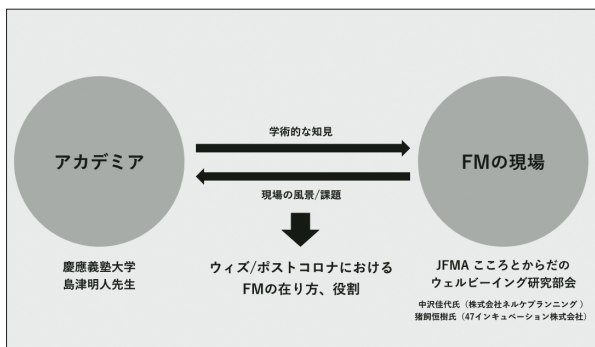 アカデミア
学術的な知見
現場の風景/課題
FMの現場
慶應義塾大学
島津明人先生
ウィズ/ポストコロナにおける
FMの在り方、役割
JFMA こころとからだの
ウェルビーイング研究部会
中沢佳代氏（株式会社ネルケプランニング ）
猪飼恒樹氏（47インキュベーション株式会社）